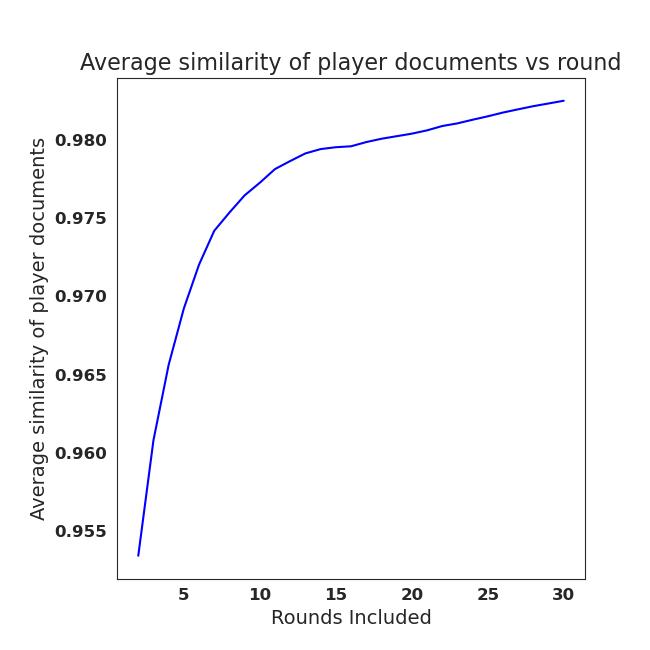 Average similarity of player documents vs round
Average similarity of player documents
0.980
0.975
0.970
0.965
0.960
0.955
5 10 15 20 25 30
Rounds Included